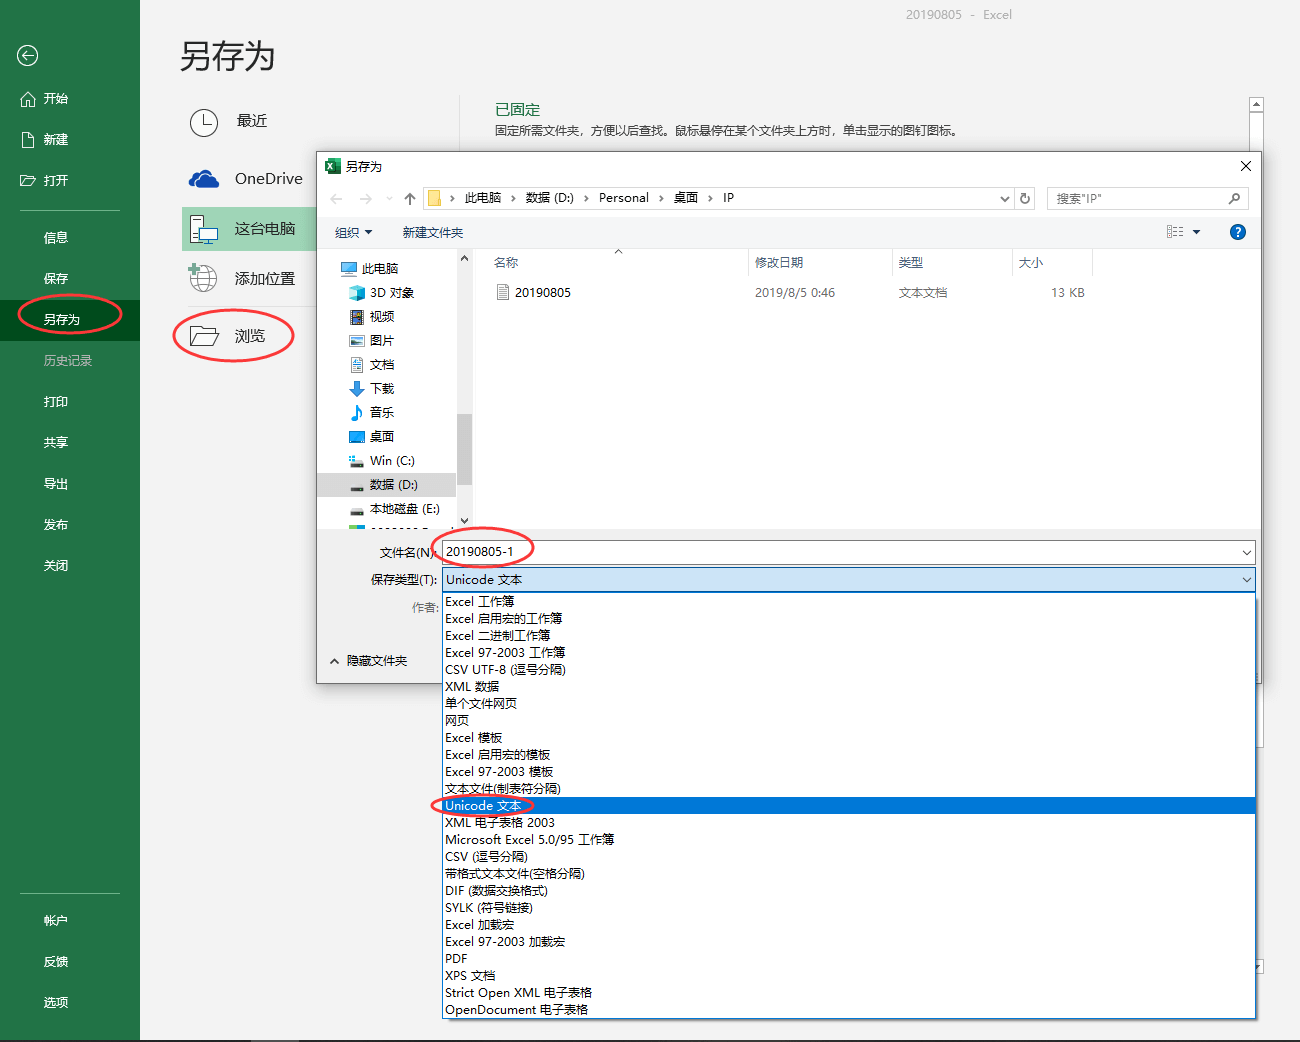 20190805 - Excel
另存为
开始
新建
打开
信息
保存
另存为
历史记录
打印
共享
导出
发布
关闭
帐户
反馈
选项
最近
OneDrive
这台电脑
添加位置
浏览
已固定
固定所需文件夹，方便以后查找。鼠标悬停在某个文件夹上方时，单击显示的图钉图标。
另存为
此电脑 数据 (D:) Personal 桌面 IP
搜索"IP"
组织 新建文件夹
此电脑
3D 对象
视频
图片
文档
下载
音乐
桌面
Win (C:)
数据 (D:)
本地磁盘 (E:)
名称 修改日期 类型 大小
20190805 2019/8/5 0:46 文本文档 13 KB
文件名(N): 20190805-1
保存类型(T): Unicode 文本
作者:
隐藏文件夹
Excel 工作簿
Excel 启用宏的工作簿
Excel 二进制工作簿
Excel 97-2003 工作簿
CSV UTF-8 (逗号分隔)
XML 数据
单个文件网页
网页
Excel 模板
Excel 启用宏的模板
Excel 97-2003 模板
文本文件(制表符分隔)
Unicode 文本
XML 电子表格 2003
Microsoft Excel 5.0/95 工作簿
CSV (逗号分隔)
带格式文本文件(空格分隔)
DIF (数据交换格式)
SYLK (符号链接)
Excel 加载宏
Excel 97-2003 加载宏
PDF
XPS 文档
Strict Open XML 电子表格
OpenDocument 电子表格